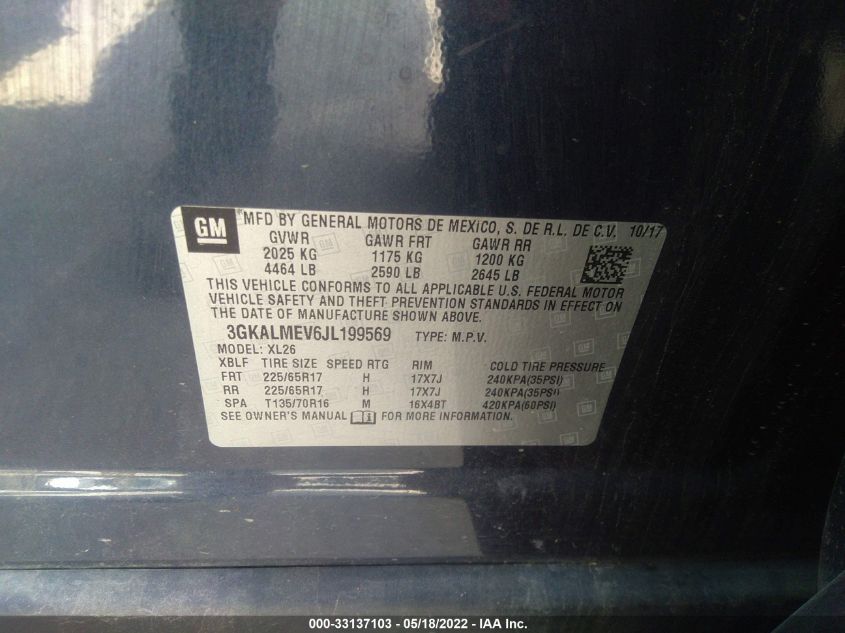 GM MFD BY GENERAL MOTORS DE MEXICO, S. DE R.L. DE C.V. 10/17
GVWR GAWR FRT GAWR RR
2025 KG 1175 KG 1200 KG
4464 LB 2590 LB 2645 LB
THIS VEHICLE CONFORMS TO ALL APPLICABLE U.S. FEDERAL MOTOR
VEHICLE SAFETY AND THEFT PREVENTION STANDARDS IN EFFECT ON
THE DATE OF MANUFACTURE SHOWN ABOVE.
3GKALMEV6JL199569 TYPE: M.P.V.
MODEL: XL26
XBLF TIRE SIZE SPEED RTG RIM COLD TIRE PRESSURE
FRT 225/65R17 H 17X7J 240KPA(35PSI)
RR 225/65R17 H 17X7J 240KPA(35PSI)
SPA T135/70R16 M 16X4BT 420KPA(60PSI)
SEE OWNER'S MANUAL FOR MORE INFORMATION.
000-33137103 - 05/18/2022 - IAA Inc.